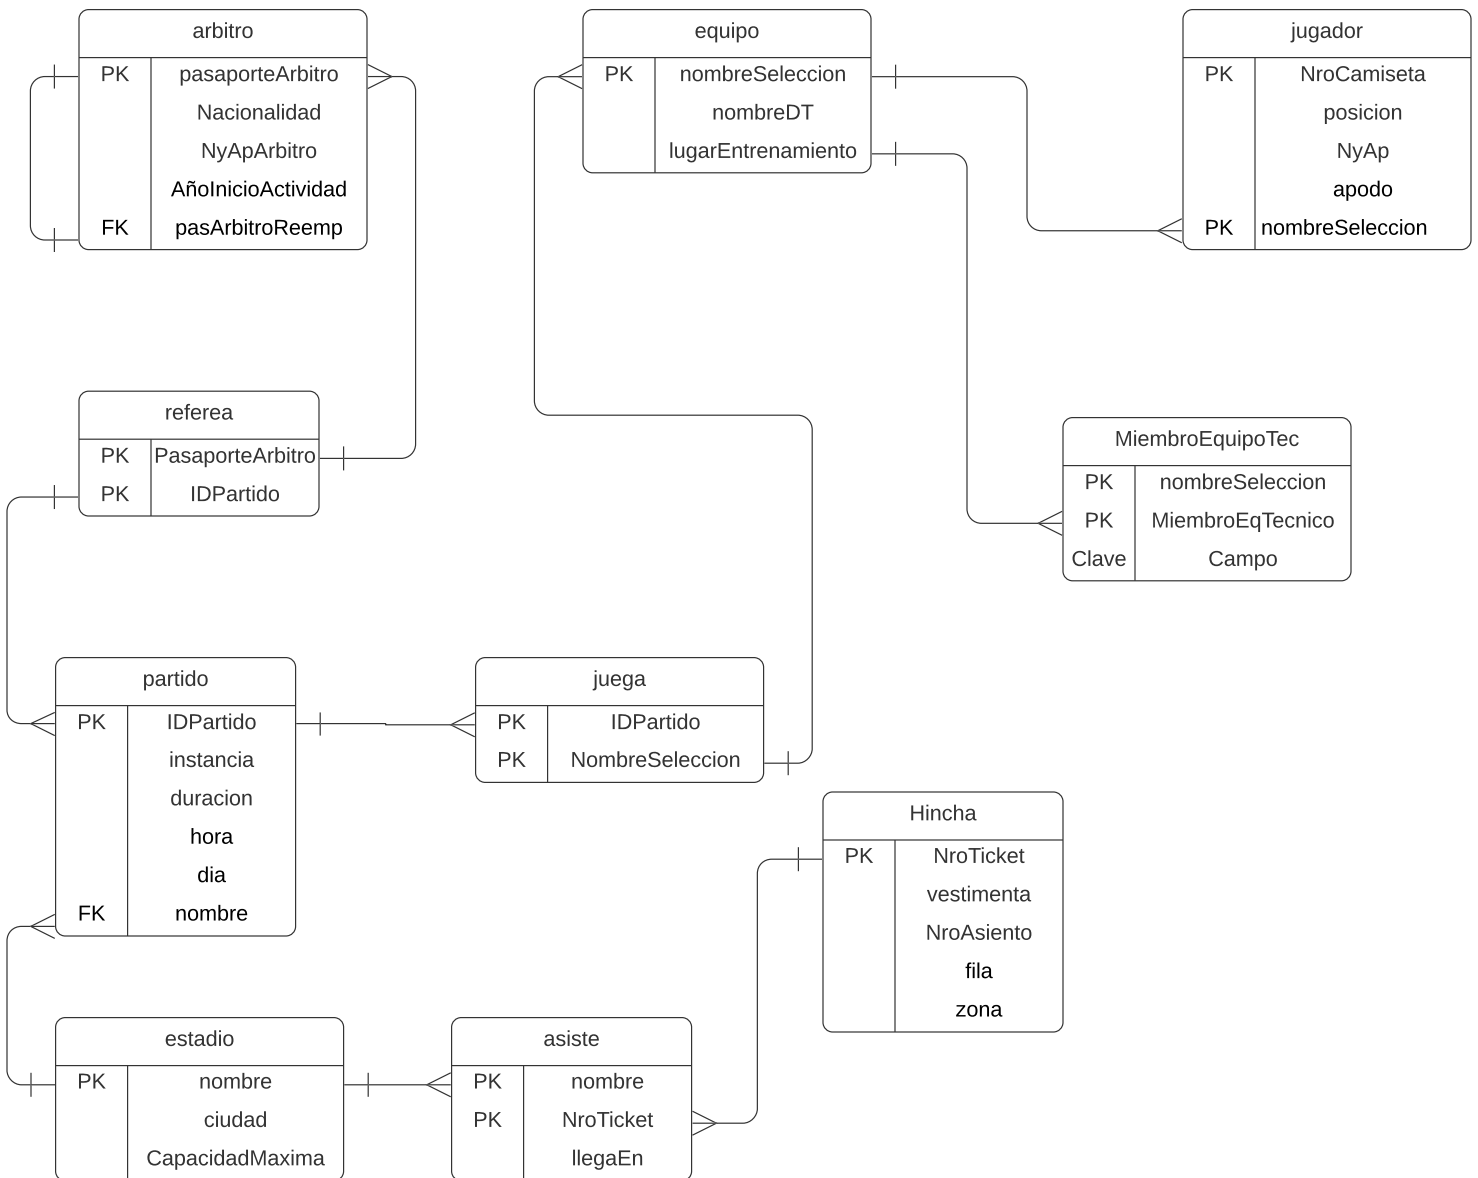 arbitro
PK pasaporteArbitro
Nacionalidad
NyApArbitro
AñoInicioActividad
FK pasArbitroReemp
equipo
PK nombreSeleccion
nombreDT
lugarEntrenamiento
jugador
PK NroCamiseta
posicion
NyAp
apodo
PK nombreSeleccion
referea
PK PasaporteArbitro
PK IDPartido
MiembroEquipoTec
PK nombreSeleccion
PK MiembroEqTecnico
Clave Campo
partido
PK IDPartido
instancia
duracion
hora
dia
FK nombre
juega
PK IDPartido
PK NombreSeleccion
Hincha
PK NroTicket
vestimenta
NroAsiento
fila
zona
estadio
PK nombre
ciudad
CapacidadMaxima
asiste
PK nombre
PK NroTicket
llegaEn